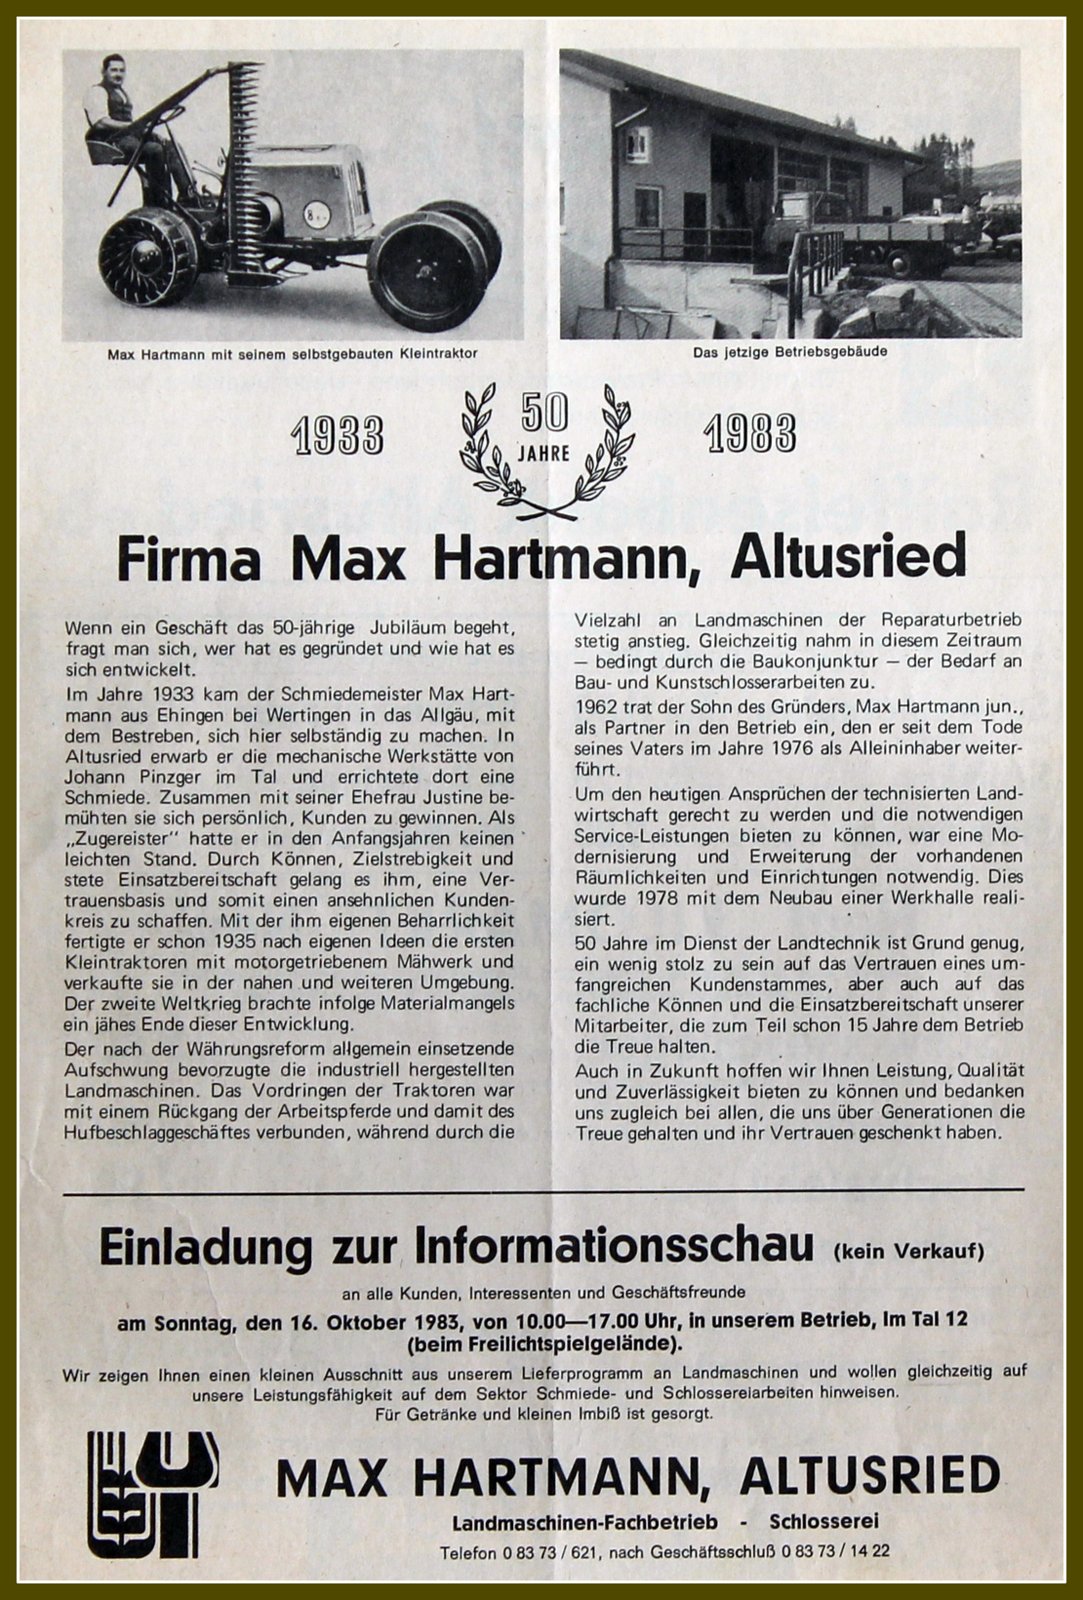 8
Max Hartmann mit seinem selbstgebauten Kleintraktor
Das jetzige Betriebsgebäude
1933
50
JAHRE
1983
Firma Max Hartmann, Altusried
Wenn ein Geschäft das 50-jährige Jubiläum begeht,
fragt man sich, wer hat es gegründet und wie hat es
sich entwickelt.
Im Jahre 1933 kam der Schmiedemeister Max Hart-
mann aus Ehingen bei Wertingen in das Allgäu, mit
dem Bestreben, sich hier selbständig zu machen. In
Altusried erwarb er die mechanische Werkstätte von
Johann Pinzger im Tal und errichtete dort eine
Schmiede. Zusammen mit seiner Ehefrau Justine be-
mühten sie sich persönlich, Kunden zu gewinnen. Als
„Zugereister“ hatte er in den Anfangsjahren keinen
leichten Stand. Durch Können, Zielstrebigkeit und
stete Einsatzbereitschaft gelang es ihm, eine Ver-
trauensbasis und somit einen ansehnlichen Kunden-
kreis zu schaffen. Mit der ihm eigenen Beharrlichkeit
fertigte er schon 1935 nach eigenen Ideen die ersten
Kleintraktoren mit motorgetriebenem Mähwerk und
verkaufte sie in der nahen und weiteren Umgebung.
Der zweite Weltkrieg brachte infolge Materialmangels
ein jähes Ende dieser Entwicklung.
Der nach der Währungsreform allgemein einsetzende
Aufschwung bevorzugte die industriell hergestellten
Landmaschinen. Das Vordringen der Traktoren war
mit einem Rückgang der Arbeitspferde und damit des
Hufbeschlaggeschäftes verbunden, während durch die
Vielzahl an Landmaschinen der Reparaturbetrieb
stetig anstieg. Gleichzeitig nahm in diesem Zeitraum
— bedingt durch die Baukonjunktur — der Bedarf an
Bau- und Kunstschlosserarbeiten zu.
1962 trat der Sohn des Gründers, Max Hartmann jun.,
als Partner in den Betrieb ein, den er seit dem Tode
seines Vaters im Jahre 1976 als Alleininhaber weiter-
führt.
Um den heutigen Ansprüchen der technisierten Land-
wirtschaft gerecht zu werden und die notwendigen
Service-Leistungen bieten zu können, war eine Mo-
dernisierung und Erweiterung der vorhandenen
Räumlichkeiten und Einrichtungen notwendig. Dies
wurde 1978 mit dem Neubau einer Werkhalle reali-
siert.
50 Jahre im Dienst der Landtechnik ist Grund genug,
ein wenig stolz zu sein auf das Vertrauen eines um-
fangreichen Kundenstammes, aber auch auf das
fachliche Können und die Einsatzbereitschaft unserer
Mitarbeiter, die zum Teil schon 15 Jahre dem Betrieb
die Treue halten.
Auch in Zukunft hoffen wir Ihnen Leistung, Qualität
und Zuverlässigkeit bieten zu können und bedanken
uns zugleich bei allen, die uns über Generationen die
Treue gehalten und ihr Vertrauen geschenkt haben.
Einladung zur Informationsschau (kein Verkauf)
an alle Kunden, Interessenten und Geschäftsfreunde
am Sonntag, den 16. Oktober 1983, von 10.00—17.00 Uhr, in unserem Betrieb, Im Tal 12
(beim Freilichtspielgelände).
Wir zeigen Ihnen einen kleinen Ausschnitt aus unserem Lieferprogramm an Landmaschinen und wollen gleichzeitig auf
unsere Leistungsfähigkeit auf dem Sektor Schmiede- und Schlossereiarbeiten hinweisen.
Für Getränke und kleinen Imbiß ist gesorgt.
MAX HARTMANN, ALTUSRIED
Landmaschinen-Fachbetrieb - Schlosserei
Telefon 0 83 73 / 621, nach Geschäftsschluß 0 83 73 / 14 22